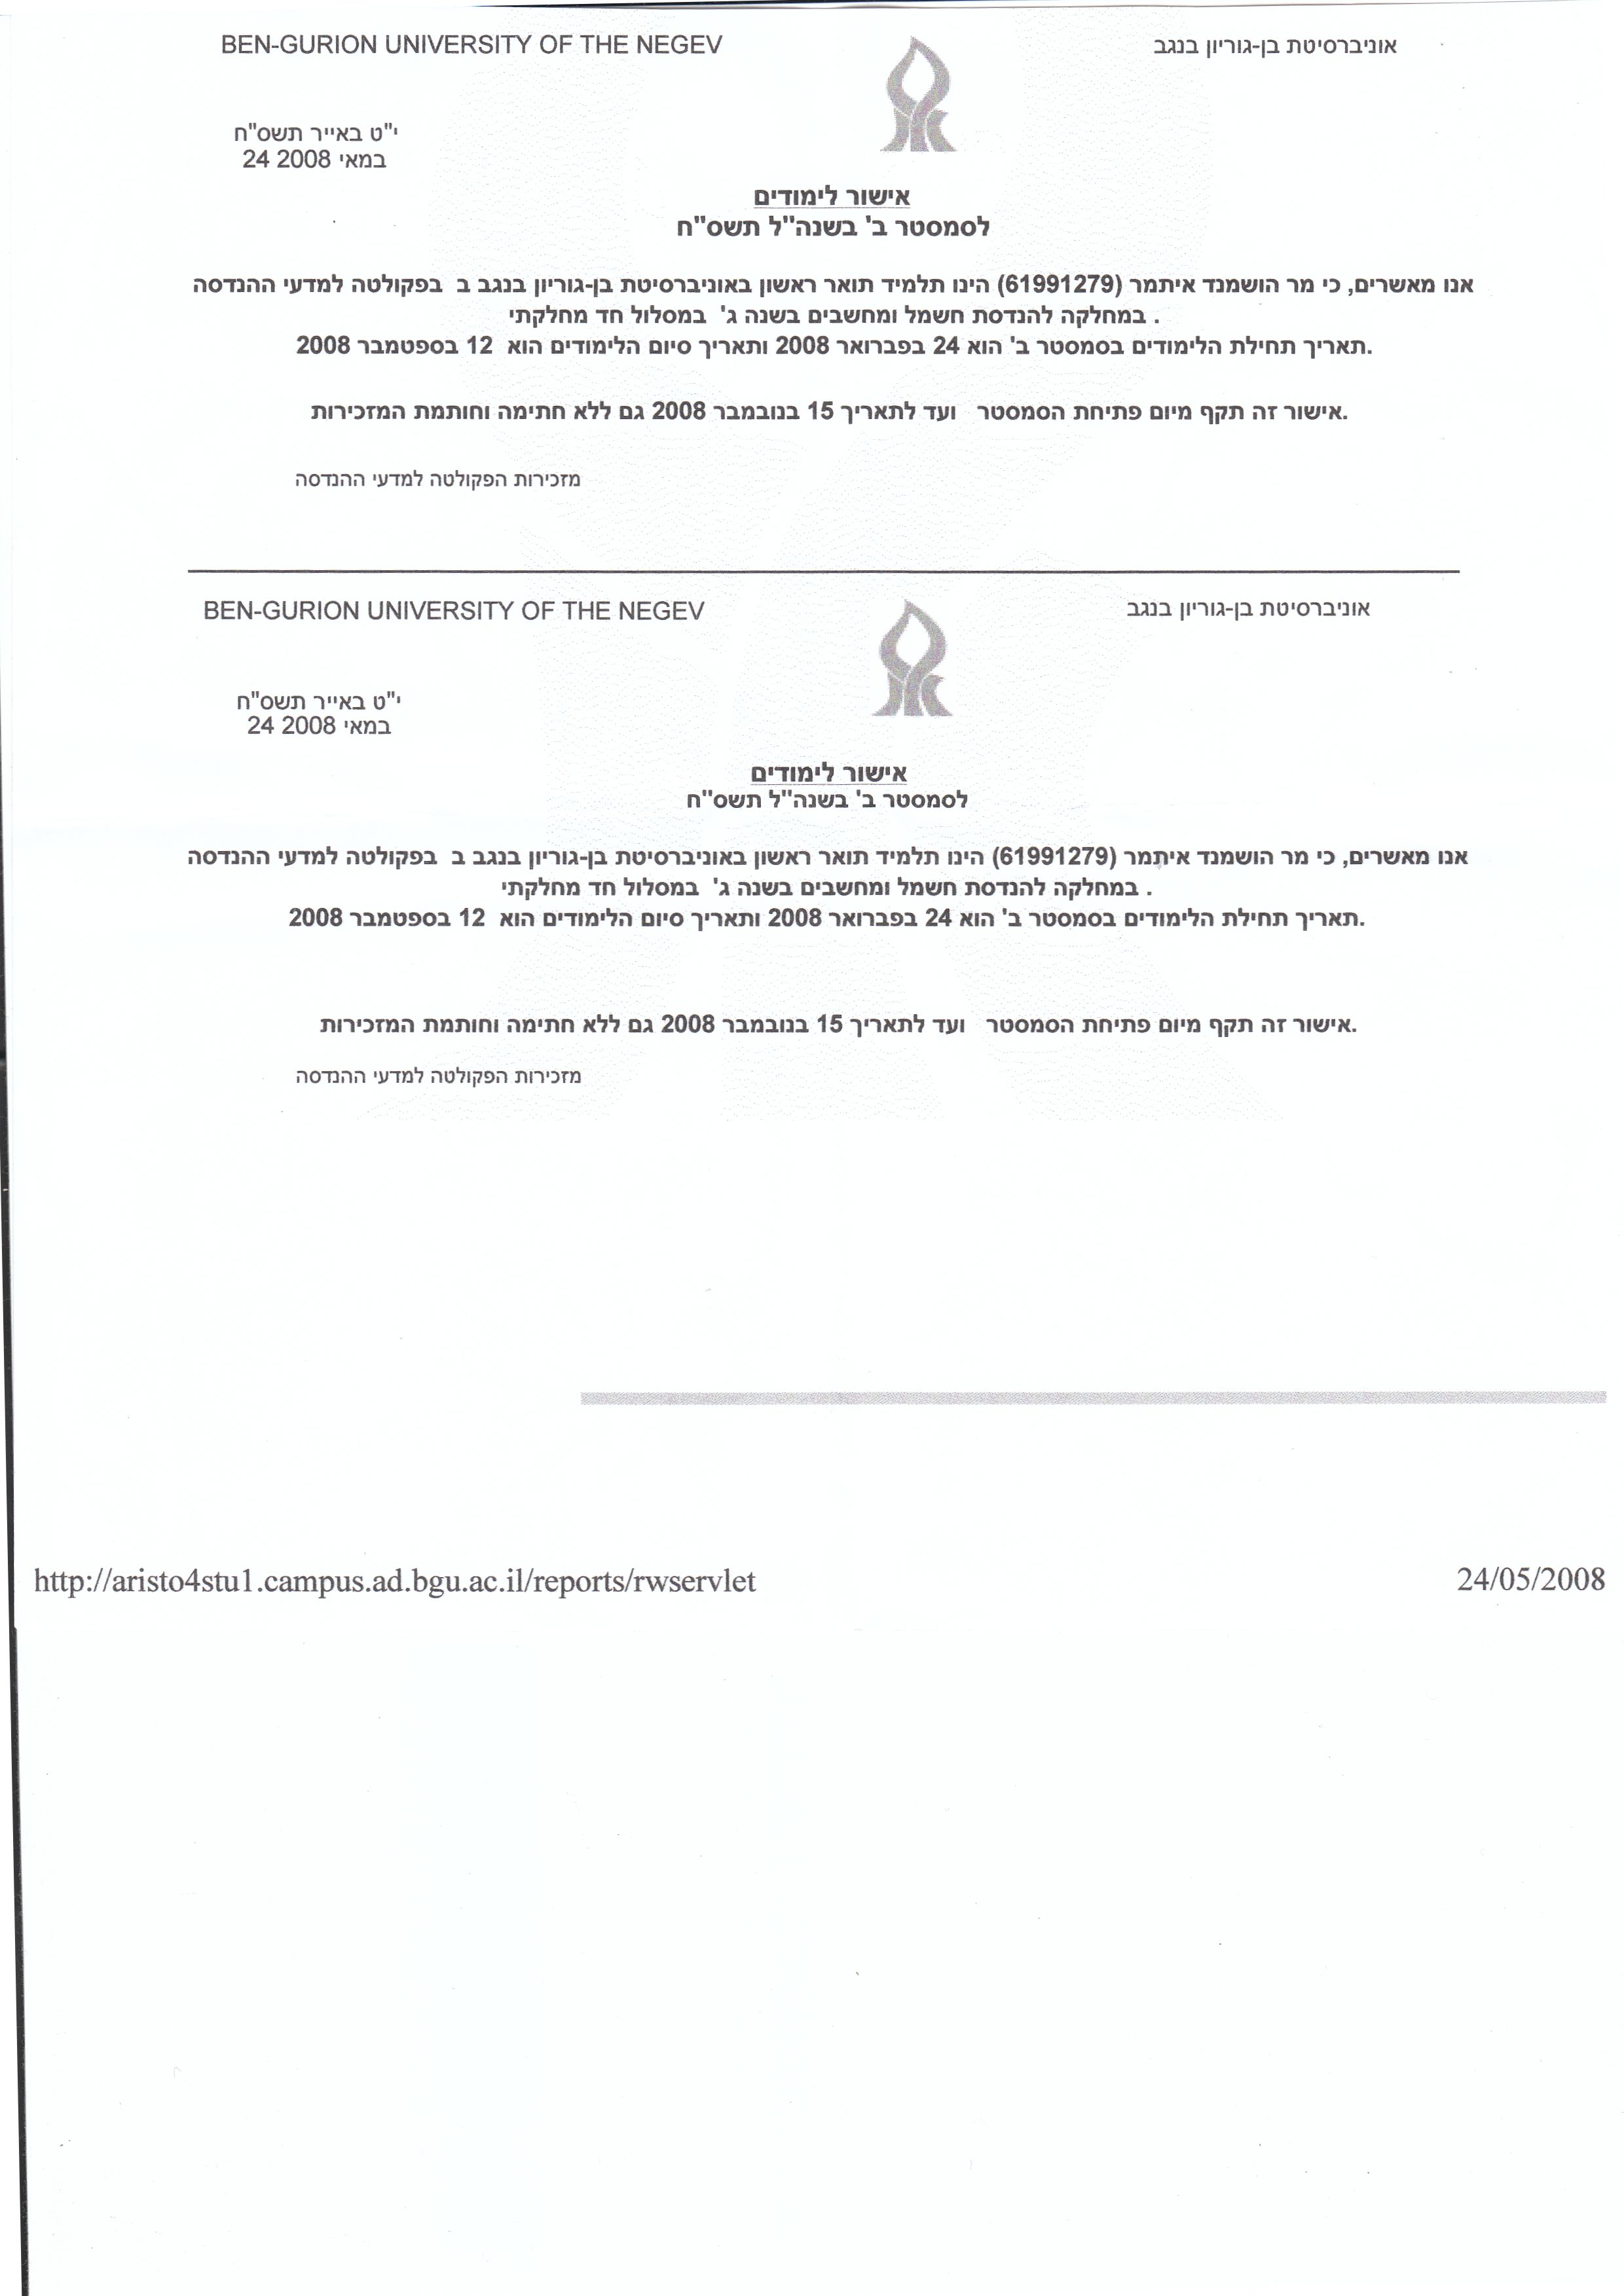 BEN-GURION UNIVERSITY OF THE NEGEV
אוניברסיטת בן-גוריון בנגב
י"ט באייר תשס"ח
24 במאי 2008
אישור לימודים
לסמסטר ב' בשנה"ל תשס"ח
אנו מאשרים, כי מר הושמנד איתמר (61991279) הינו תלמיד תואר ראשון באוניברסיטת בן-גוריון בנגב ב בפקולטה למדעי ההנדסה
. במחלקה להנדסת חשמל ומחשבים בשנה ג' במסלול חד מחלקתי
.תאריך תחילת הלימודים בסמסטר ב' הוא 24 בפברואר 2008 ותאריך סיום הלימודים הוא 12 בספטמבר 2008
.אישור זה תקף מיום פתיחת הסמסטר ועד לתאריך 15 בנובמבר 2008 גם ללא חתימה וחותמת המזכירות
מזכירות הפקולטה למדעי ההנדסה
BEN-GURION UNIVERSITY OF THE NEGEV
אוניברסיטת בן-גוריון בנגב
י"ט באייר תשס"ח
24 במאי 2008
אישור לימודים
לסמסטר ב' בשנה"ל תשס"ח
אנו מאשרים, כי מר הושמנד איתמר (61991279) הינו תלמיד תואר ראשון באוניברסיטת בן-גוריון בנגב ב בפקולטה למדעי ההנדסה
. במחלקה להנדסת חשמל ומחשבים בשנה ג' במסלול חד מחלקתי
.תאריך תחילת הלימודים בסמסטר ב' הוא 24 בפברואר 2008 ותאריך סיום הלימודים הוא 12 בספטמבר 2008
.אישור זה תקף מיום פתיחת הסמסטר ועד לתאריך 15 בנובמבר 2008 גם ללא חתימה וחותמת המזכירות
מזכירות הפקולטה למדעי ההנדסה
http://aristo4stu1.campus.ad.bgu.ac.il/reports/rwservlet
24/05/2008